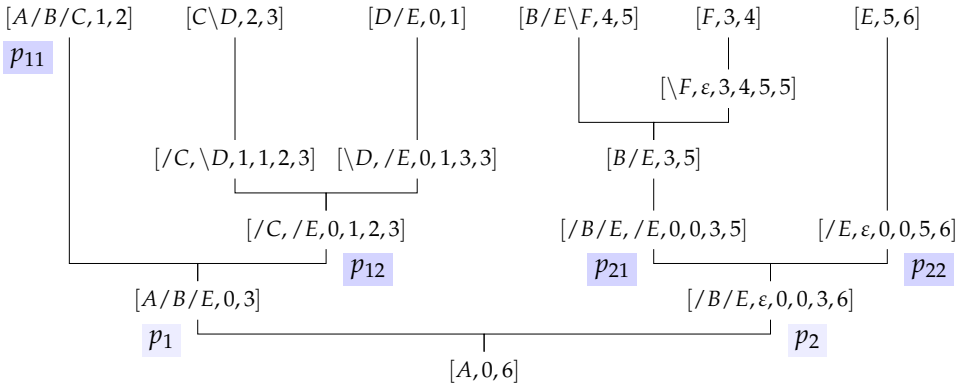 [A/B/C,1,2] [C\D,2,3] [D/E,0,1] [B/E\F,4,5] [F,3,4] [E,5,6]
p11
[\F,ε,3,4,5,5]
[/C,\D,1,1,2,3] [\D,/E,0,1,3,3] [B/E,3,5]
[/C,/E,0,1,2,3] [/B/E,/E,0,0,3,5] [/E,ε,0,0,5,6]
p12 p21 p22
[A/B/E,0,3] [/B/E,ε,0,0,3,6]
p1 p2
[A,0,6]